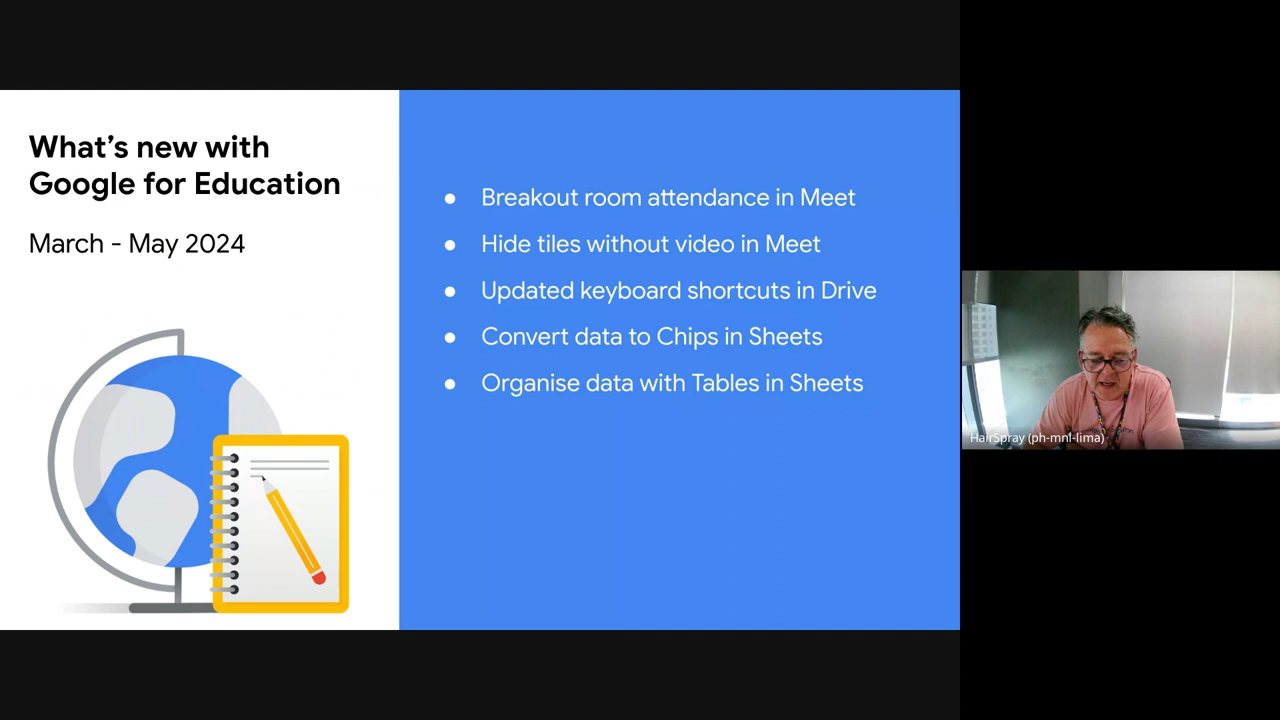 What's new with
Google for Education
March - May 2024
● Breakout room attendance in Meet
● Hide tiles without video in Meet
● Updated keyboard shortcuts in Drive
● Convert data to Chips in Sheets
● Organise data with Tables in Sheets
HairSpray (ph-mnl-lima)